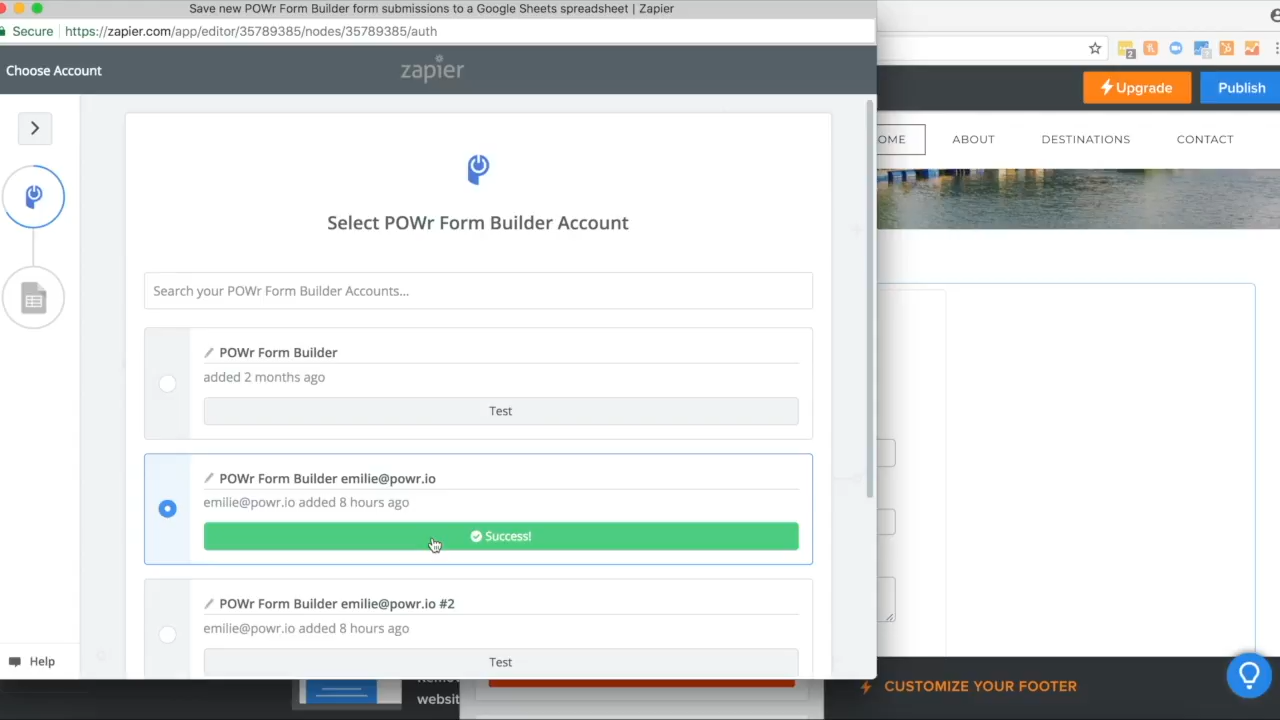 Save new POWr Form Builder form submissions to a Google Sheets spreadsheet | Zapier
Secure https://zapier.com/app/editor/35789385/nodes/35789385/auth
Choose Account
zapier
Upgrade
Publish
OME
ABOUT
DESTINATIONS
CONTACT
2
Select POWr Form Builder Account
Search your POWr Form Builder Accounts...
POWr Form Builder
added 2 months ago
Test
POWr Form Builder emilie@powr.io
emilie@powr.io added 8 hours ago
Success!
POWr Form Builder emilie@powr.io #2
emilie@powr.io added 8 hours ago
Test
Help
website
CUSTOMIZE YOUR FOOTER